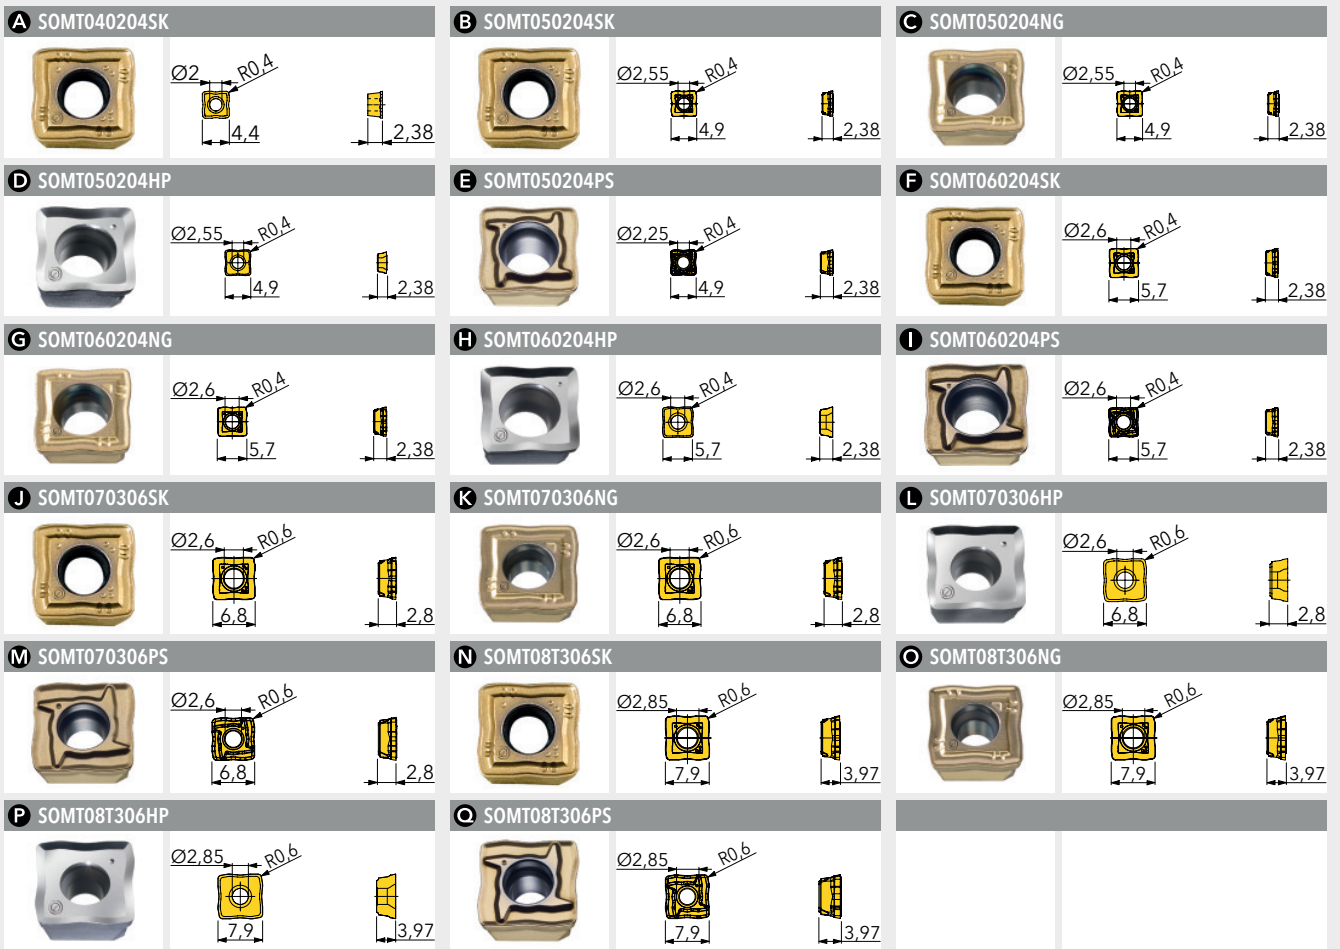 A SOMT040204SK
Ø2
R0,4
4,4
2,38
B SOMT050204SK
Ø2,55
R0,4
4,9
2,38
C SOMT050204NG
Ø2,55
R0,4
4,9
2,38
D SOMT050204HP
Ø2,55
R0,4
4,9
2,38
E SOMT050204PS
Ø2,25
R0,4
4,9
2,38
F SOMT060204SK
Ø2,6
R0,4
5,7
2,38
G SOMT060204NG
Ø2,6
R0,4
5,7
2,38
H SOMT060204HP
Ø2,6
R0,4
5,7
2,38
I SOMT060204PS
Ø2,6
R0,4
5,7
2,38
J SOMT070306SK
Ø2,6
R0,6
6,8
2,8
K SOMT070306NG
Ø2,6
R0,6
6,8
2,8
L SOMT070306HP
Ø2,6
R0,6
6,8
2,8
M SOMT070306PS
Ø2,6
R0,6
6,8
2,8
N SOMT08T306SK
Ø2,85
R0,6
7,9
3,97
O SOMT08T306NG
Ø2,85
R0,6
7,9
3,97
P SOMT08T306HP
Ø2,85
R0,6
7,9
3,97
Q SOMT08T306PS
Ø2,85
R0,6
7,9
3,97